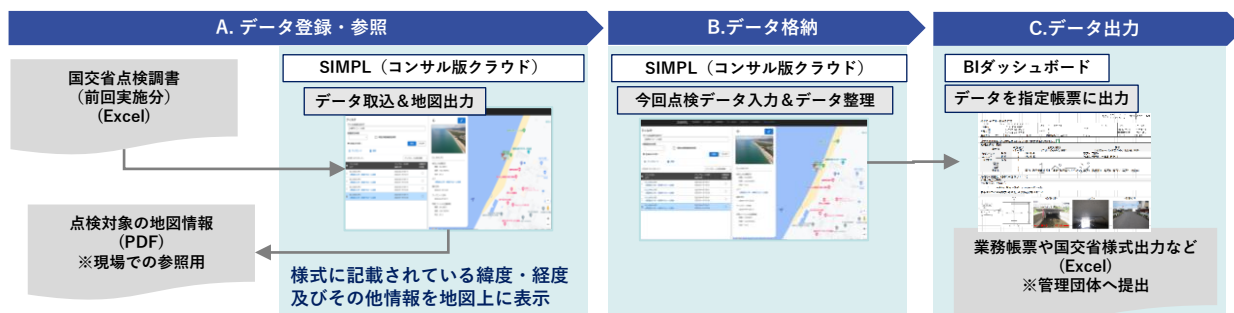 A. データ登録・参照
B.データ格納
C.データ出力
国交省点検調書
(前回実施分)
(Excel)
SIMPL（コンサル版クラウド）
データ取込＆地図出力
点検対象の地図情報
(PDF)
※現場での参照用
様式に記載されている緯度・経度
及びその他情報を地図上に表示
SIMPL（コンサル版クラウド）
今回点検データ入力＆データ整理
BIダッシュボード
データを指定帳票に出力
業務帳票や国交省様式出力など
(Excel)
※管理団体へ提出